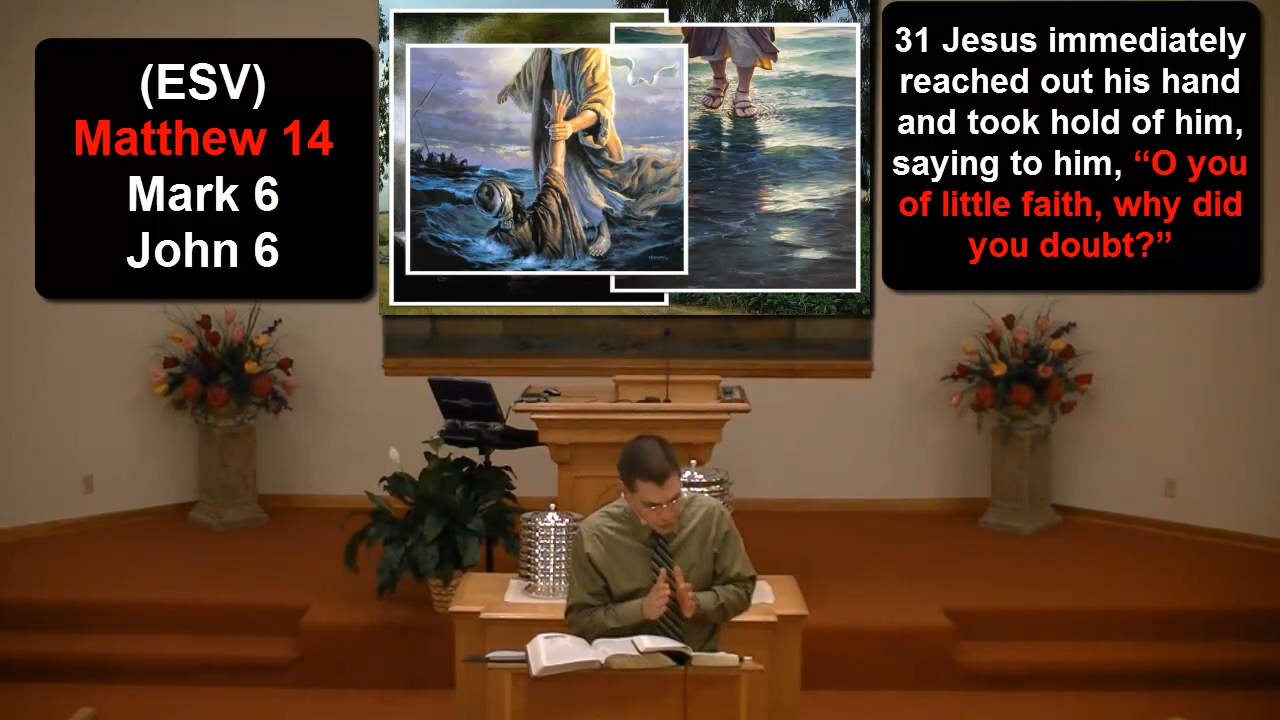 (ESV)
Matthew 14
Mark 6
John 6
31 Jesus immediately
reached out his hand
and took hold of him,
saying to him, “O you
of little faith, why did
you doubt?”